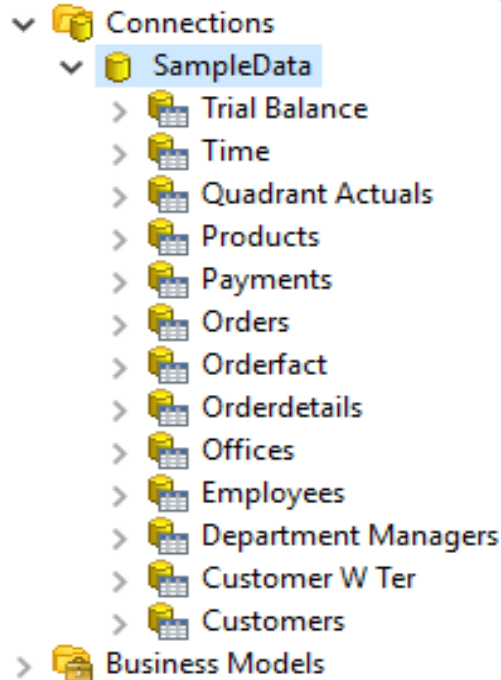 Connections
SampleData
Trial Balance
Time
Quadrant Actuals
Products
Payments
Orders
Orderfact
Orderdetails
Offices
Employees
Department Managers
Customer W Ter
Customers
Business Models